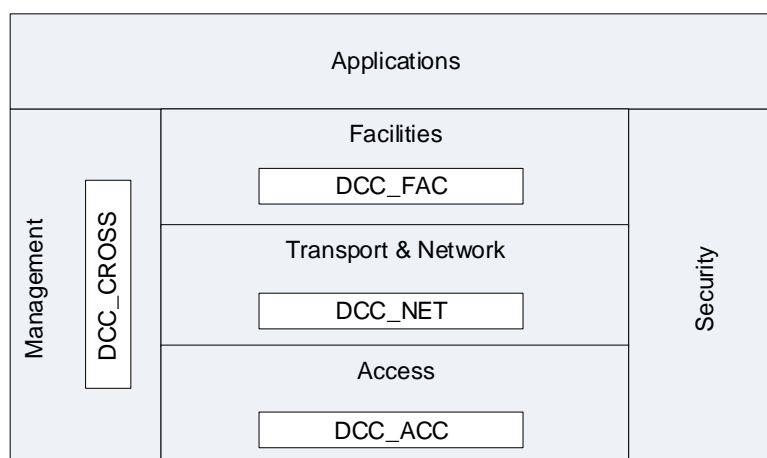 Applications
Management
DCC_CROSS
Facilities
DCC_FAC
Transport & Network
DCC_NET
Access
DCC_ACC
Security